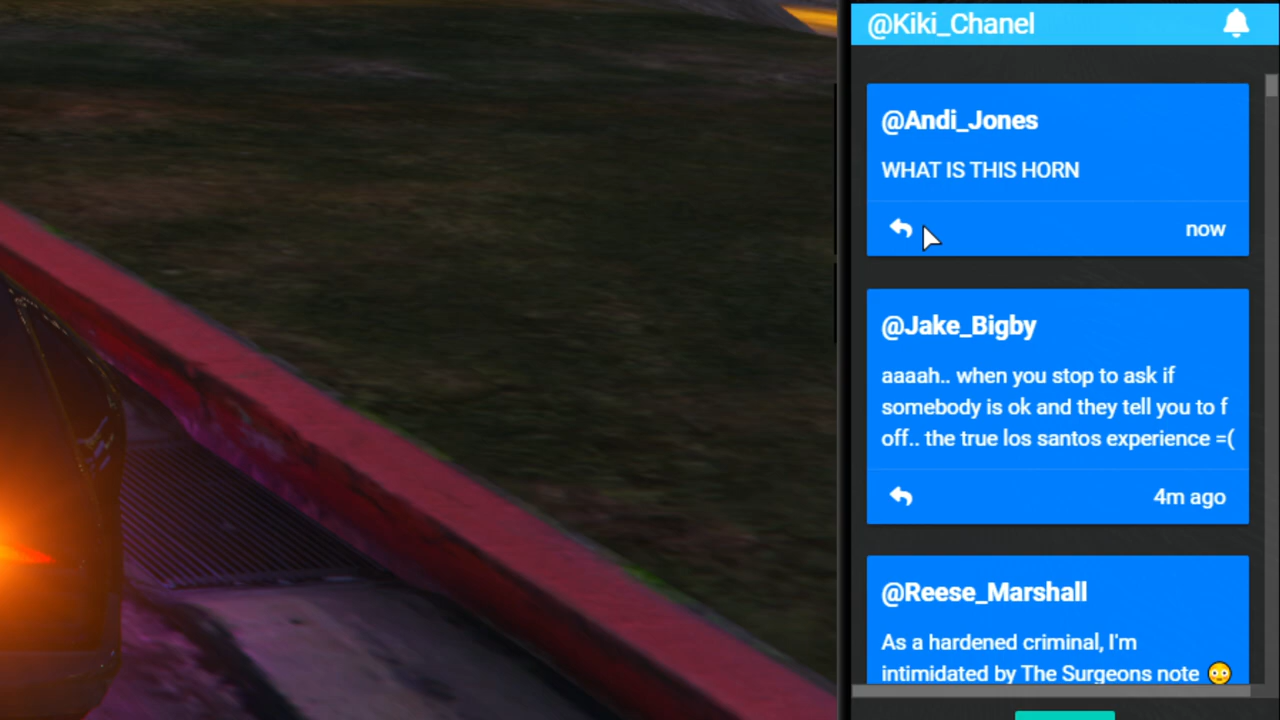 @Kiki_Chanel
@Andi_Jones
WHAT IS THIS HORN
now
@Jake_Bigby
aaaah.. when you stop to ask if
somebody is ok and they tell you to f
off.. the true los santos experience =(
4m ago
@Reese_Marshall
As a hardened criminal, I'm
intimidated by The Surgeons note 😳